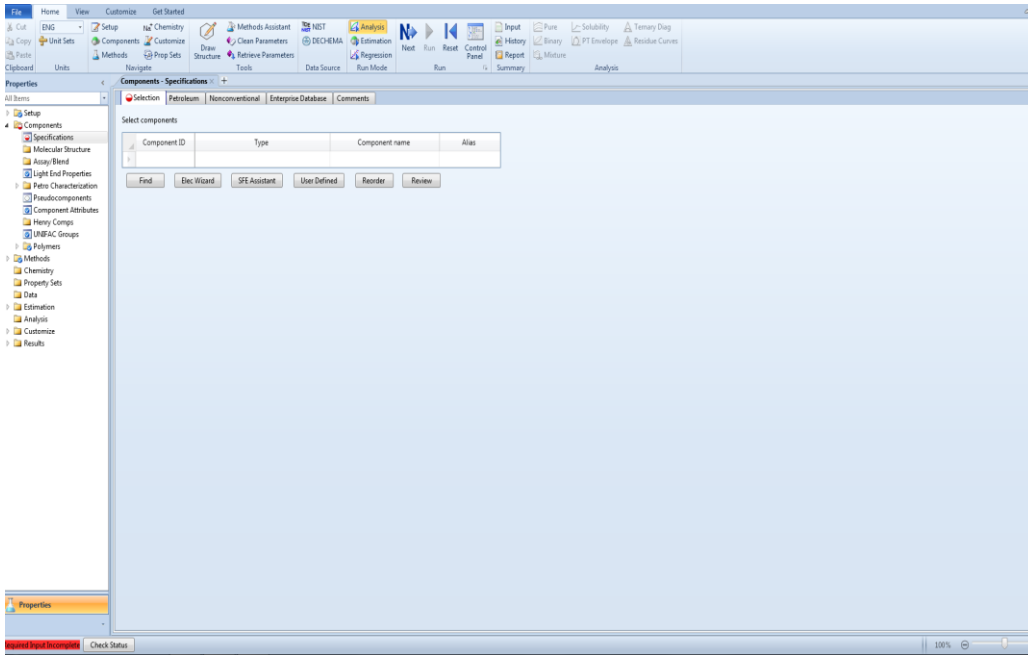 File Home View Customize Get Started
Cut ENG Setup Na+ Chemistry Methods Assistant NIST Analysis Input Pure Solubility Ternary Diag
Copy Unit Sets Components Customize Clean Parameters DECHEMA Estimation History Binary PT Envelope Residue Curves
Paste Methods Prop Sets Draw Structure Retrieve Parameters Regression Next Run Reset Control Panel Report Mixture
Clipboard Units Navigate Tools Data Source Run Mode Run Summary Analysis
Properties < Components - Specifications × +
All Items Selection Petroleum Nonconventional Enterprise Database Comments
Setup
Components
Specifications
Molecular Structure
Assay/Blend
Light End Properties
Petro Characterization
Pseudocomponents
Component Attributes
Henry Comps
UNIFAC Groups
Polymers
Methods
Chemistry
Property Sets
Data
Estimation
Analysis
Customize
Results
Select components
Component ID Type Component name Alias
Find Elec Wizard SFE Assistant User Defined Reorder Review
Properties
Required Input Incomplete Check Status 100%